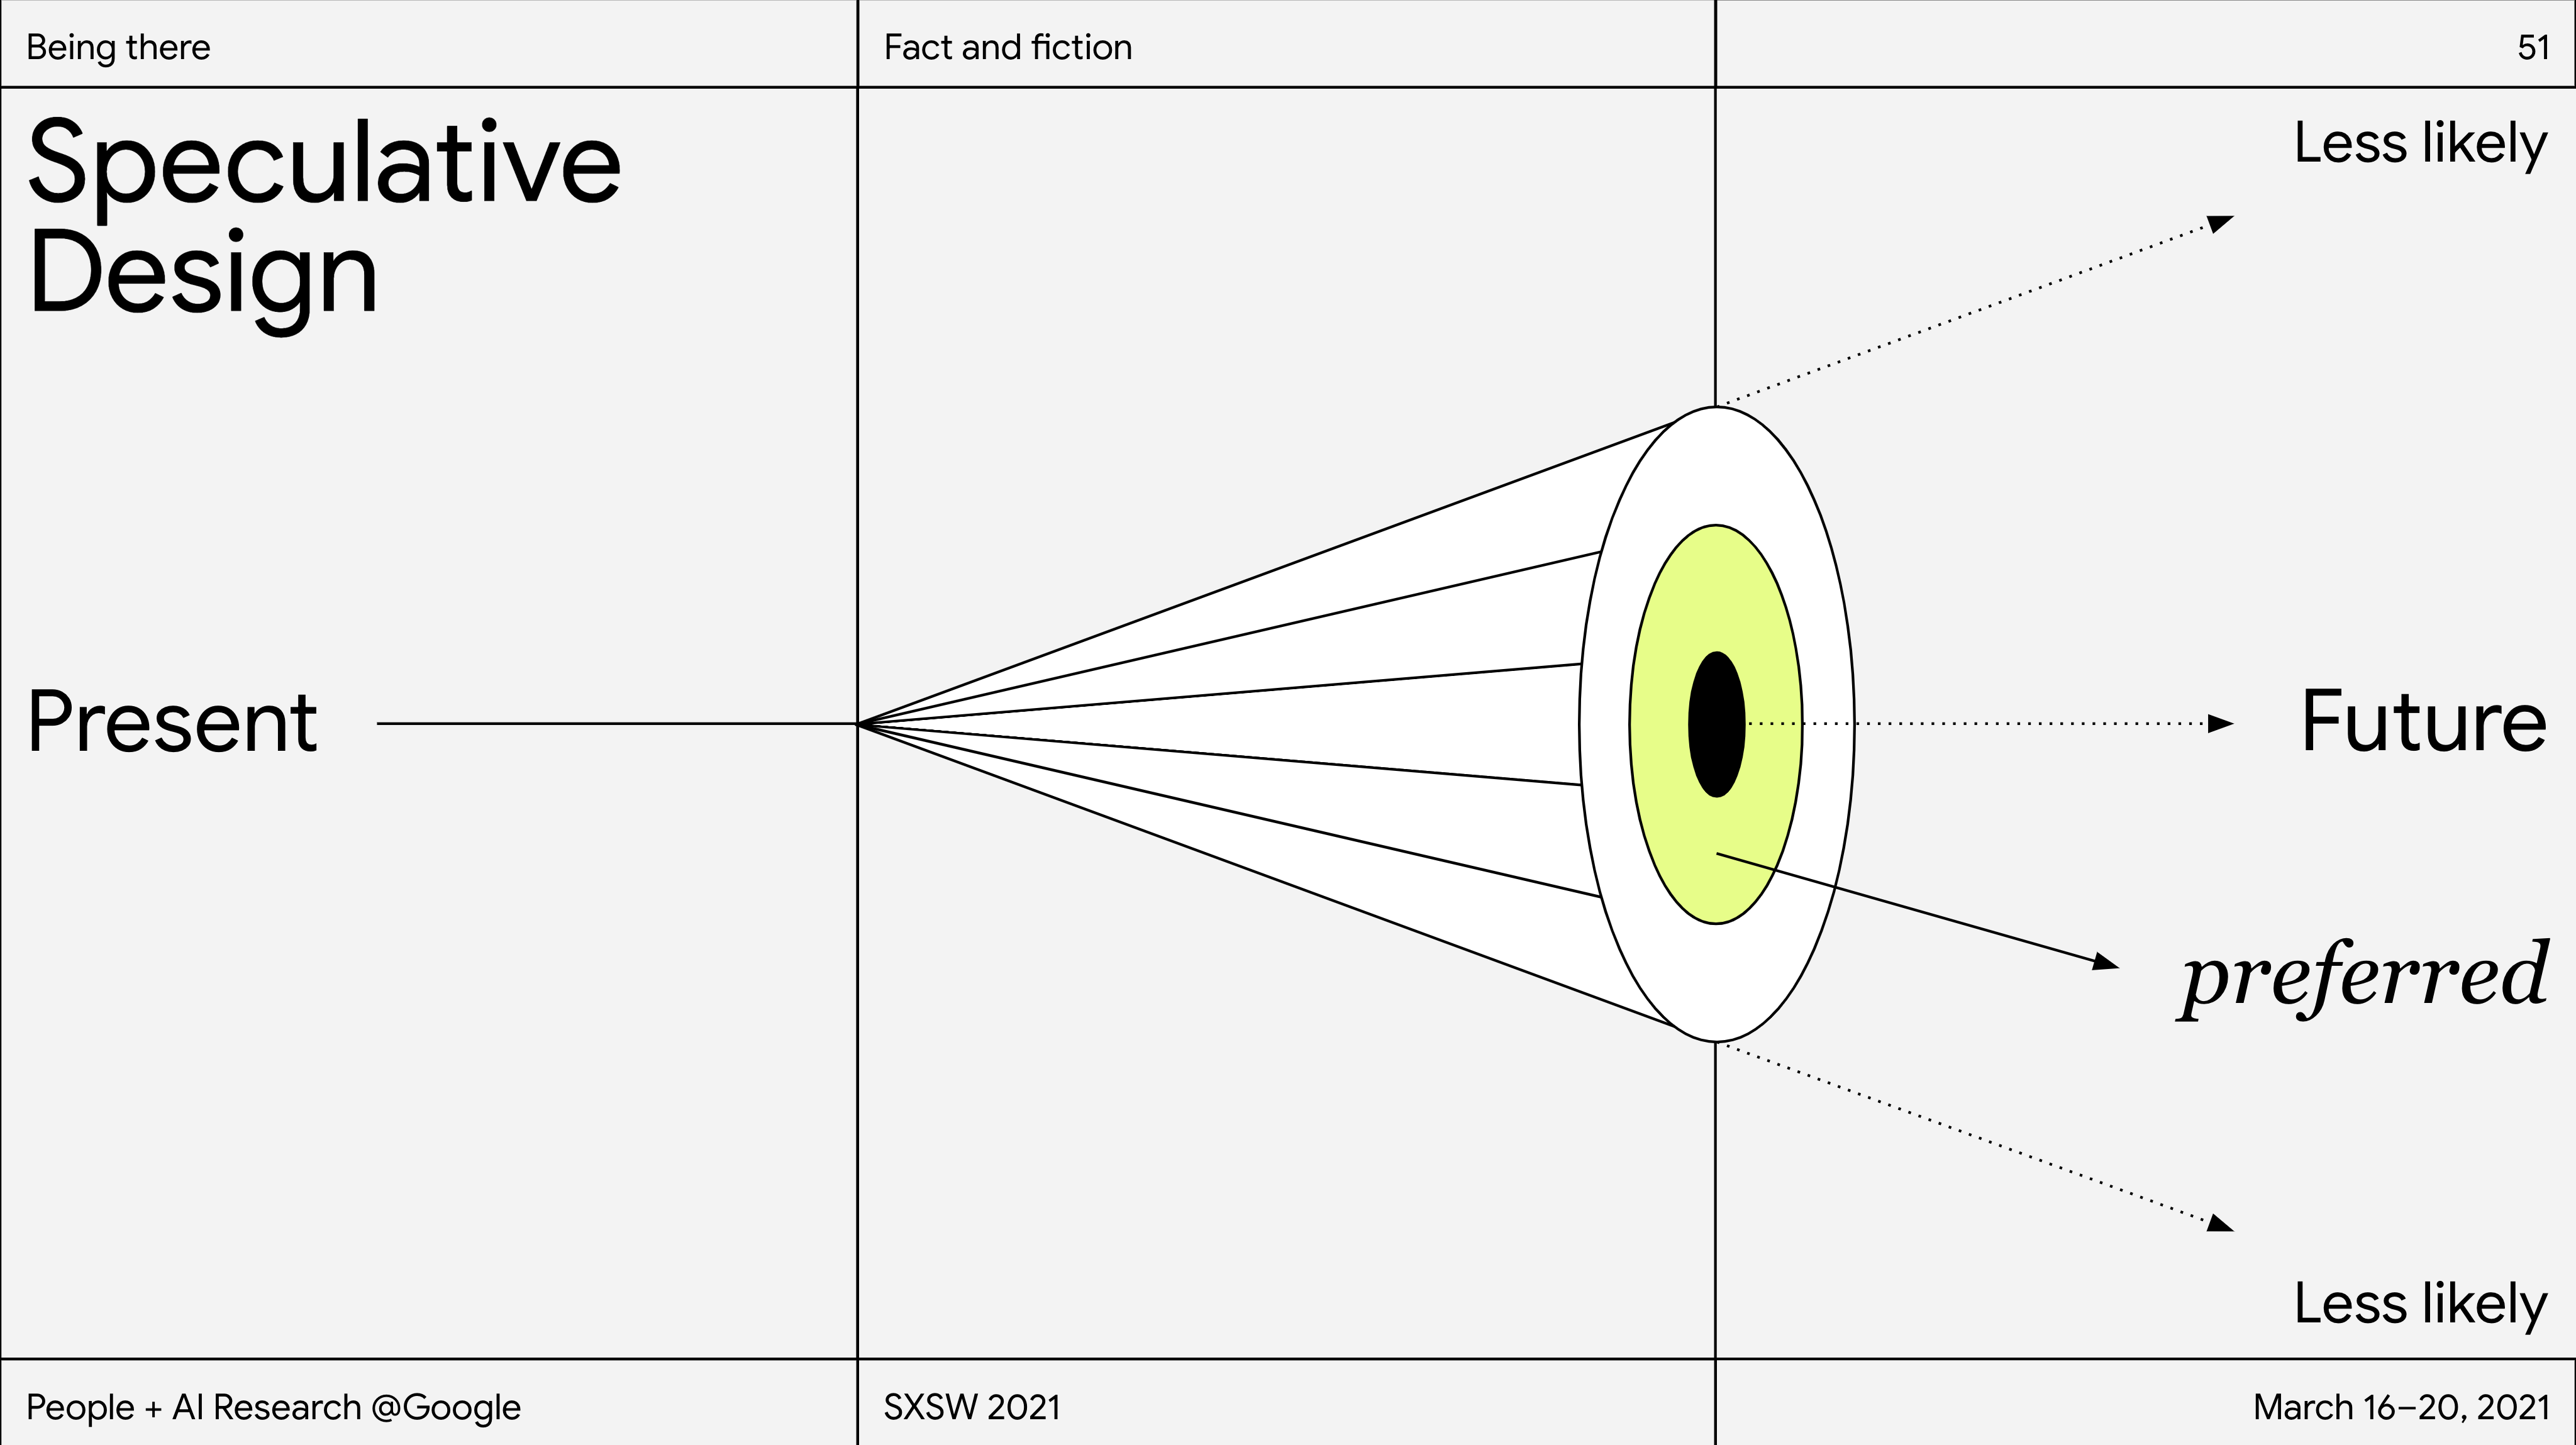 Being there
Fact and fiction
51
Speculative
Design
Less likely
Present
Future
preferred
Less likely
People + AI Research @Google
SXSW 2021
March 16–20, 2021